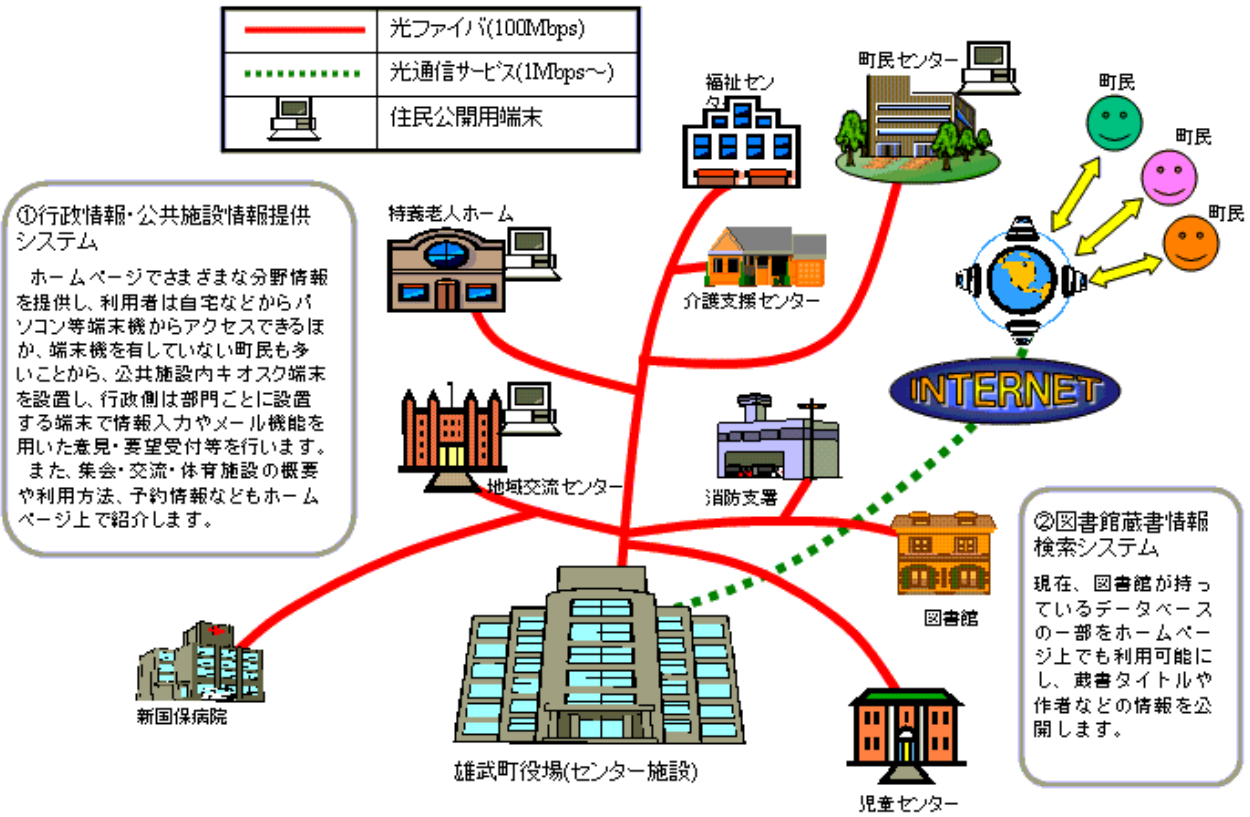 光ファイバ(100Mbps)
光通信サービス(1Mbps～)
住民公開用端末
福祉セン
町民センター
町民
町民
町民
①行政情報・公共施設情報提供
システム
ホームページでさまざまな分野情報
を提供し、利用者は自宅などからパ
ソコン等端末機からアクセスできるほ
か、端末機を有していない町民も多
いことから、公共施設内キオスク端末
を設置し、行政側は部門ごとに設置
する端末で情報入力やメール機能を
用いた意見・要望受付等を行います。
また、集会・交流・体育施設の概要
や利用方法、予約情報などもホーム
ページ上で紹介します。
特養老人ホーム
介護支援センター
INTERNET
地域交流センター
消防支署
図書館
②図書館蔵書情報
検索システム
現在、図書館が持っ
ているデータベース
の一部をホームペー
ジ上でも利用可能に
し、蔵書タイトルや
作者などの情報を公
開します。
新国保病院
雄武町役場(センター施設)
児童センター